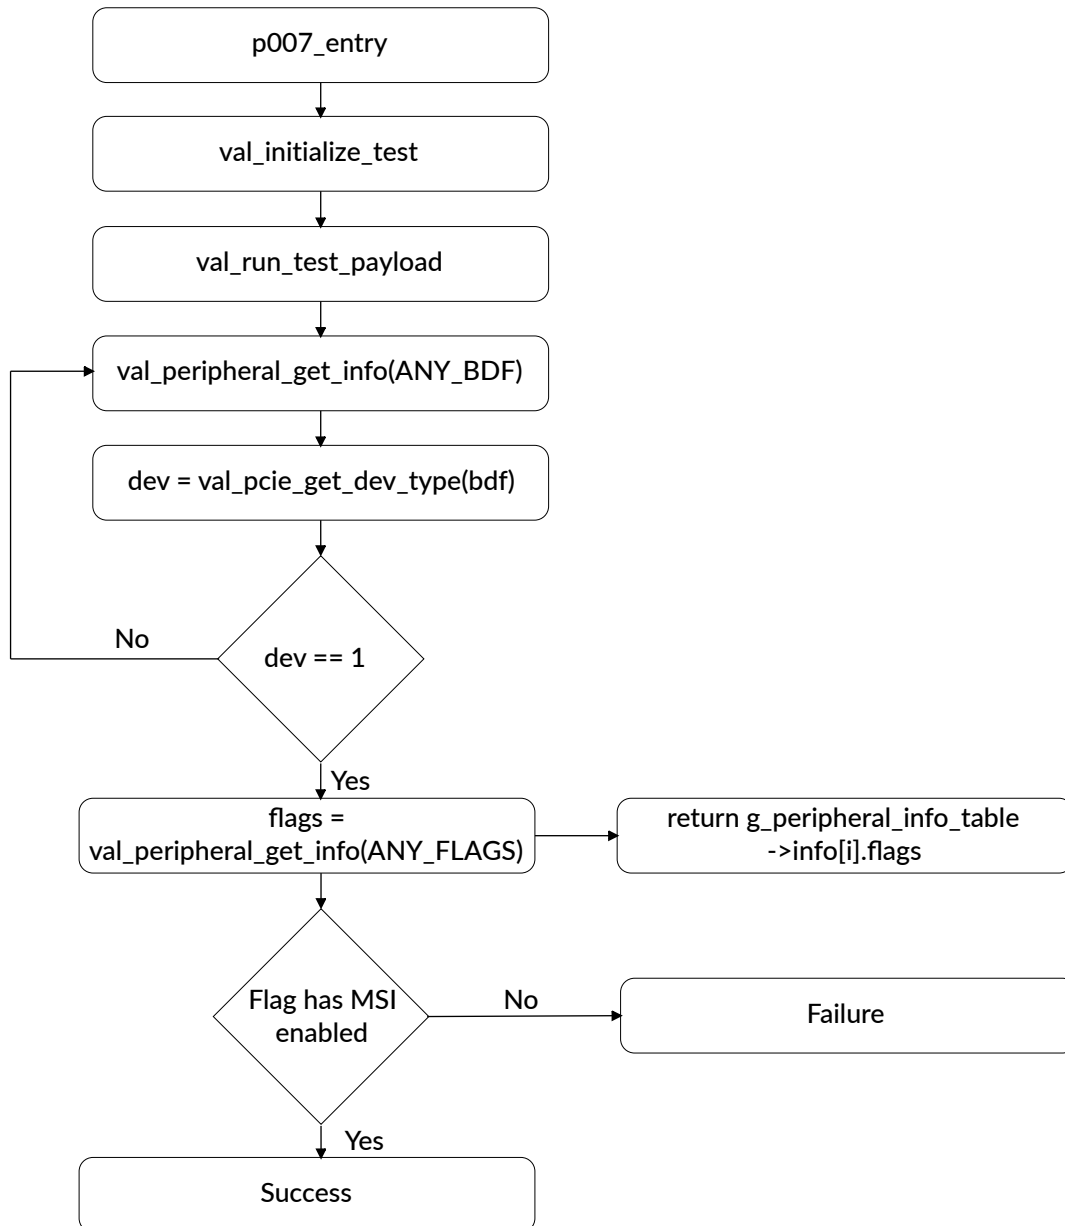 p007_entry
val_initialize_test
val_run_test_payload
val_peripheral_get_info(ANY_BDF)
dev = val_pcie_get_dev_type(bdf)
No
dev == 1
Yes
flags =
val_peripheral_get_info(ANY_FLAGS)
return g_peripheral_info_table
->info[i].flags
Flag has MSI
enabled
No
Failure
Yes
Success